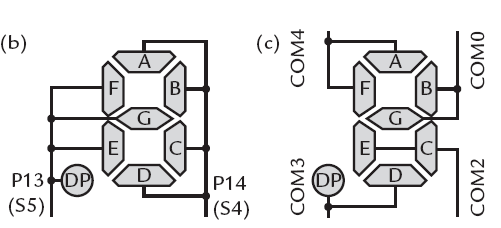 (b)
A
F
B
G
E
C
D
DP
P13
(S5)
P14
(S4)
(c)
COM4
COM0
A
F
B
G
E
C
D
DP
COM3
COM2